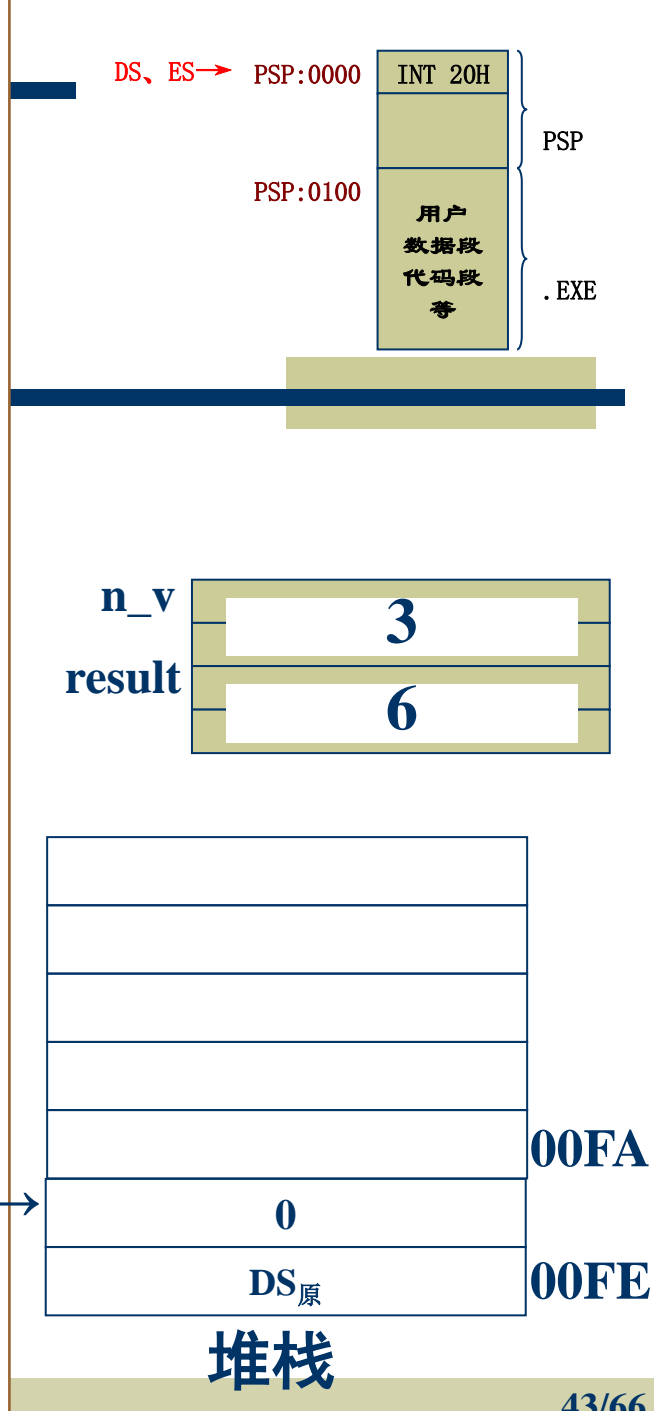 DS、ES→ PSP:0000 INT 20H
PSP
PSP:0100
用户
数据段
代码段
等
.EXE
n_v
3
result
6
00FA
→
0
DS原
00FE
堆栈
43/66